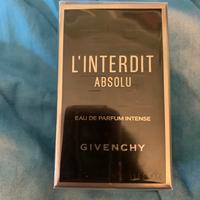 L'INTERDIT
ABSOLU
EAU DE PARFUM INTENSE
GIVENCHY